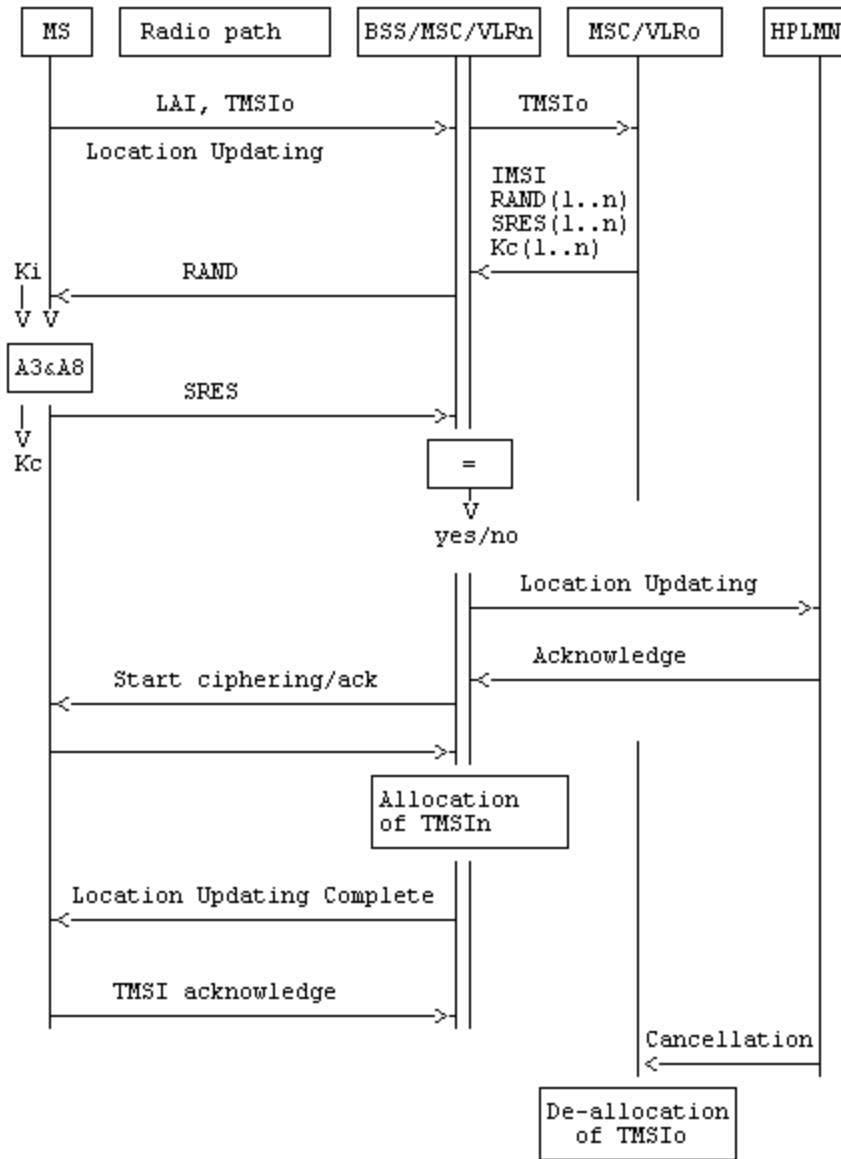 MS
Radio path
BSS/MSC/VLRn
MSC/VLRo
HPLMN
LAI, TMSIo
TMSIo
Location Updating
IMSI
RAND(1..n)
SRES(1..n)
Kc(1..n)
Ki
RAND
V V
A3&A8
SRES
V
Kc
=
V
yes/no
Location Updating
Acknowledge
Start ciphering/ack
Allocation
of TMSIn
Location Updating Complete
TMSI acknowledge
Cancellation
De-allocation
of TMSIo